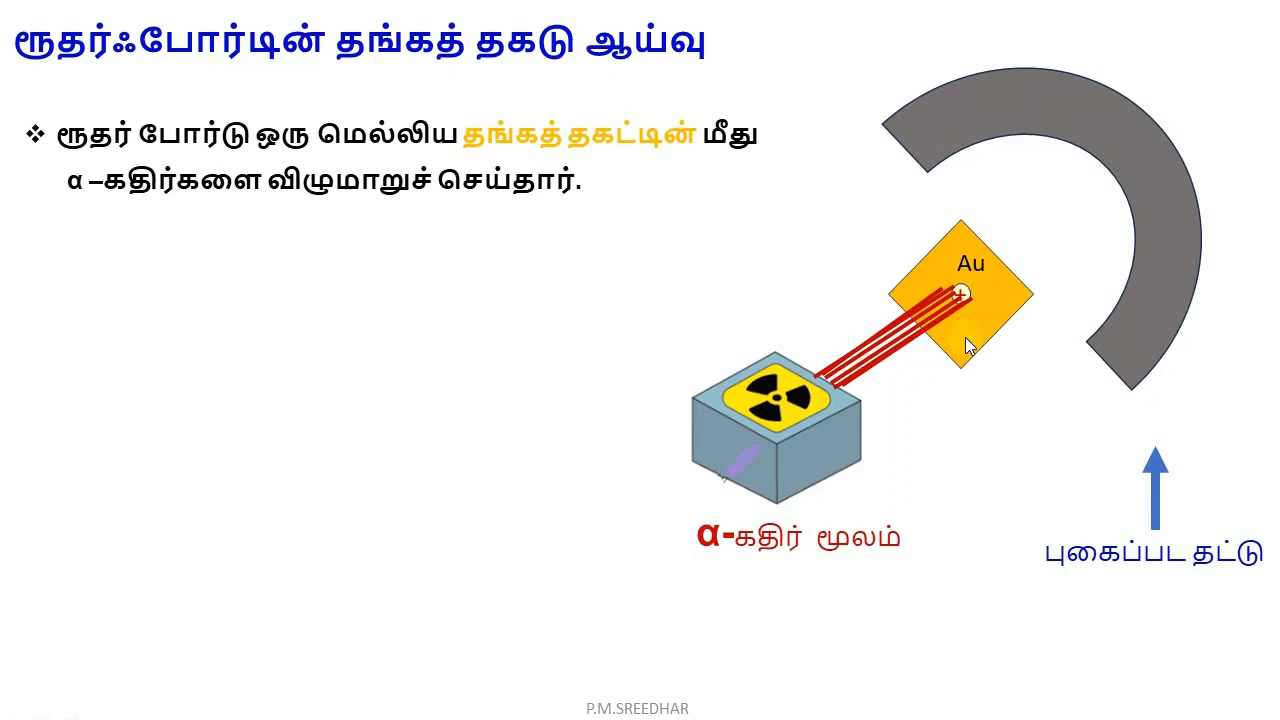 ரூதர்ஃபோர்டின் தங்கத் தகடு ஆய்வு
❖ ரூதர் போர்டு ஒரு மெல்லிய தங்கத் தகட்டின் மீது
α –கதிர்களை விழுமாறுச் செய்தார்.
Au
+
α-கதிர் மூலம்
புகைப்பட தட்டு
P.M.SREEDHAR